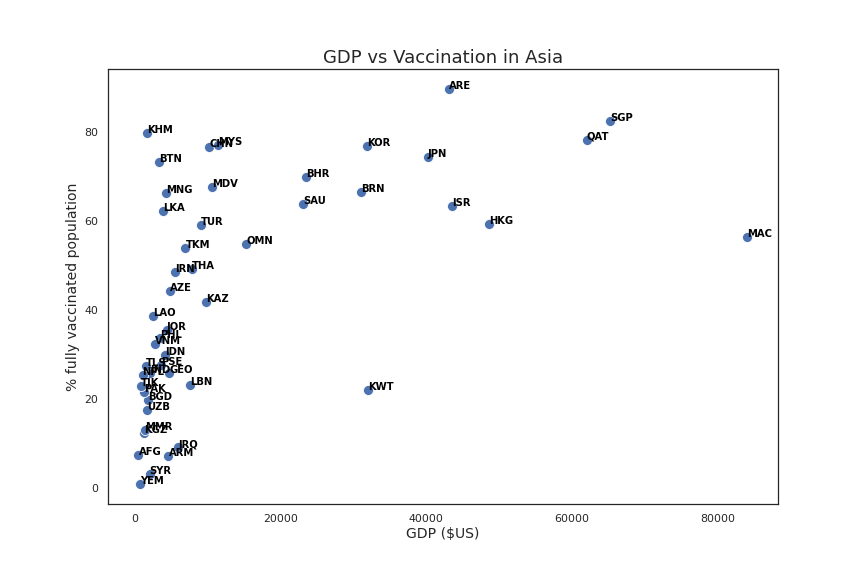 GDP vs Vaccination in Asia
ARE
SGP
KHM
QAT
CHN MYS
KOR
JPN
BTN
BHR
MDV
MNG
BRN
SAU
LKA
ISR
TUR
HKG
MAC
OMN
TKM
IRN THA
AZE
KAZ
LAO
JOR
PHL
VNM
IDN
TLS PSE
NPL IND GEO
TJK
LBN
PAK
KWT
BGD
UZB
MMR
KGZ
IRQ
AFG
ARM
SYR
YEM
% fully vaccinated population
80
60
40
20
0
0 20000 40000 60000 80000
GDP ($US)